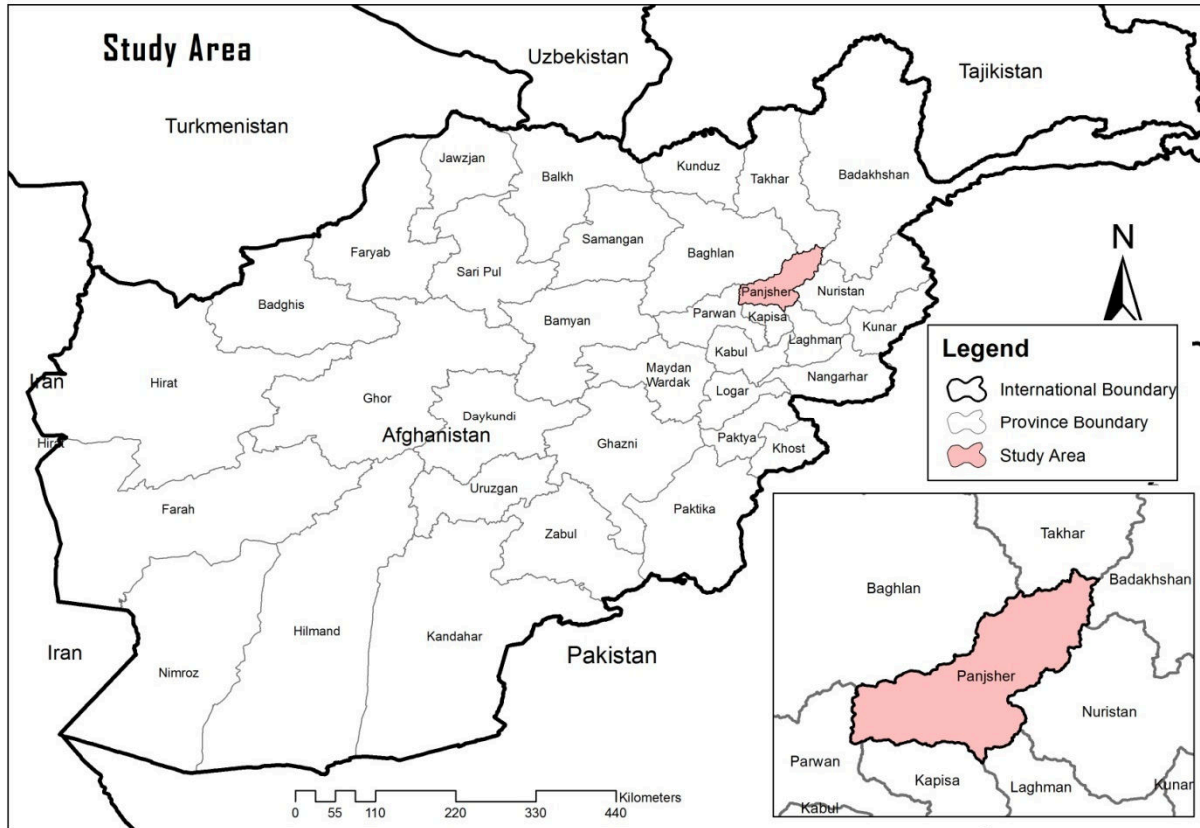 Study Area
Uzbekistan
Tajikistan
Turkmenistan
Jawzjan
Balkh
Kunduz
Takhar
Badakhshan
Faryab
Sari Pul
Samangan
Baghlan
Badghis
Panjsher
Nuristan
N
Bamyan
Parwan
Kapisa
Kunar
Laghman
Kabul
Iran
Hirat
Maydan
Wardak
Nangarhar
Logar
Ghor
Daykundi
Afghanistan
Ghazni
Paktya
Khost
Hirat
Farah
Uruzgan
Paktika
Zabul
Iran
Nimroz
Hilmand
Kandahar
Pakistan
Legend
International Boundary
Province Boundary
Study Area
Takhar
Badakhshan
Baghlan
Panjsher
Nuristan
Parwan
Kapisa
Laghman
Kunar
Kabul
Kilometers
0 55 110 220 330 440